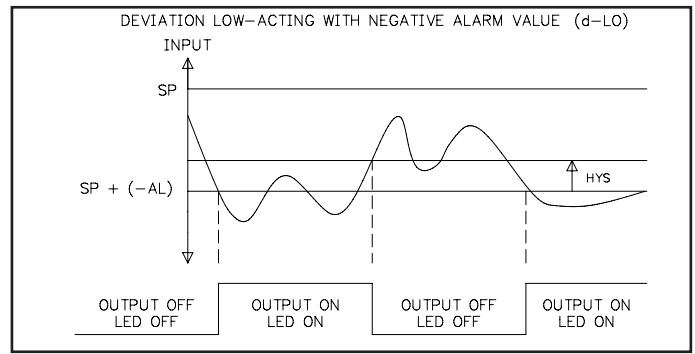 DEVIATION LOW-ACTING WITH NEGATIVE ALARM VALUE (d-LO)
INPUT
SP
SP + (-AL)
HYS
OUTPUT OFF
LED OFF
OUTPUT ON
LED ON
OUTPUT OFF
LED OFF
OUTPUT ON
LED ON